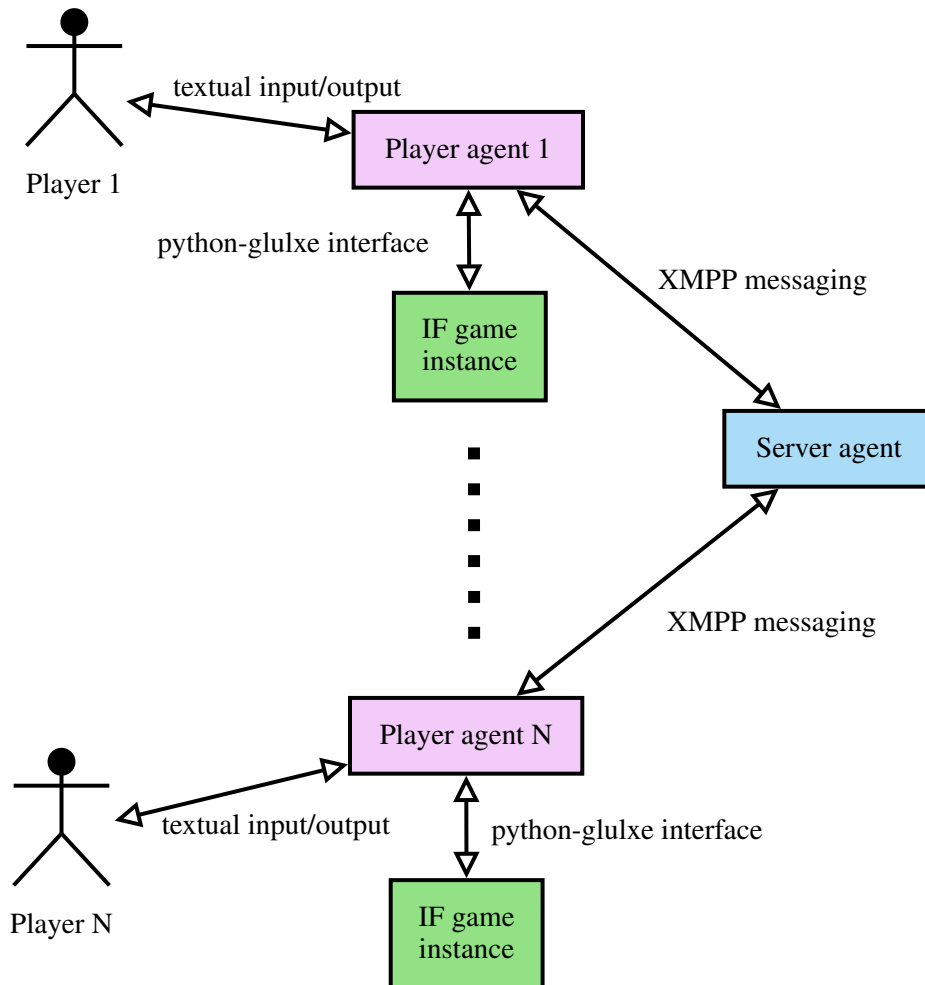 textual input/output
Player agent 1
Player 1
python-glulxe interface
XMPP messaging
IF game
instance
Server agent
XMPP messaging
Player agent N
textual input/output
python-glulxe interface
Player N
IF game
instance